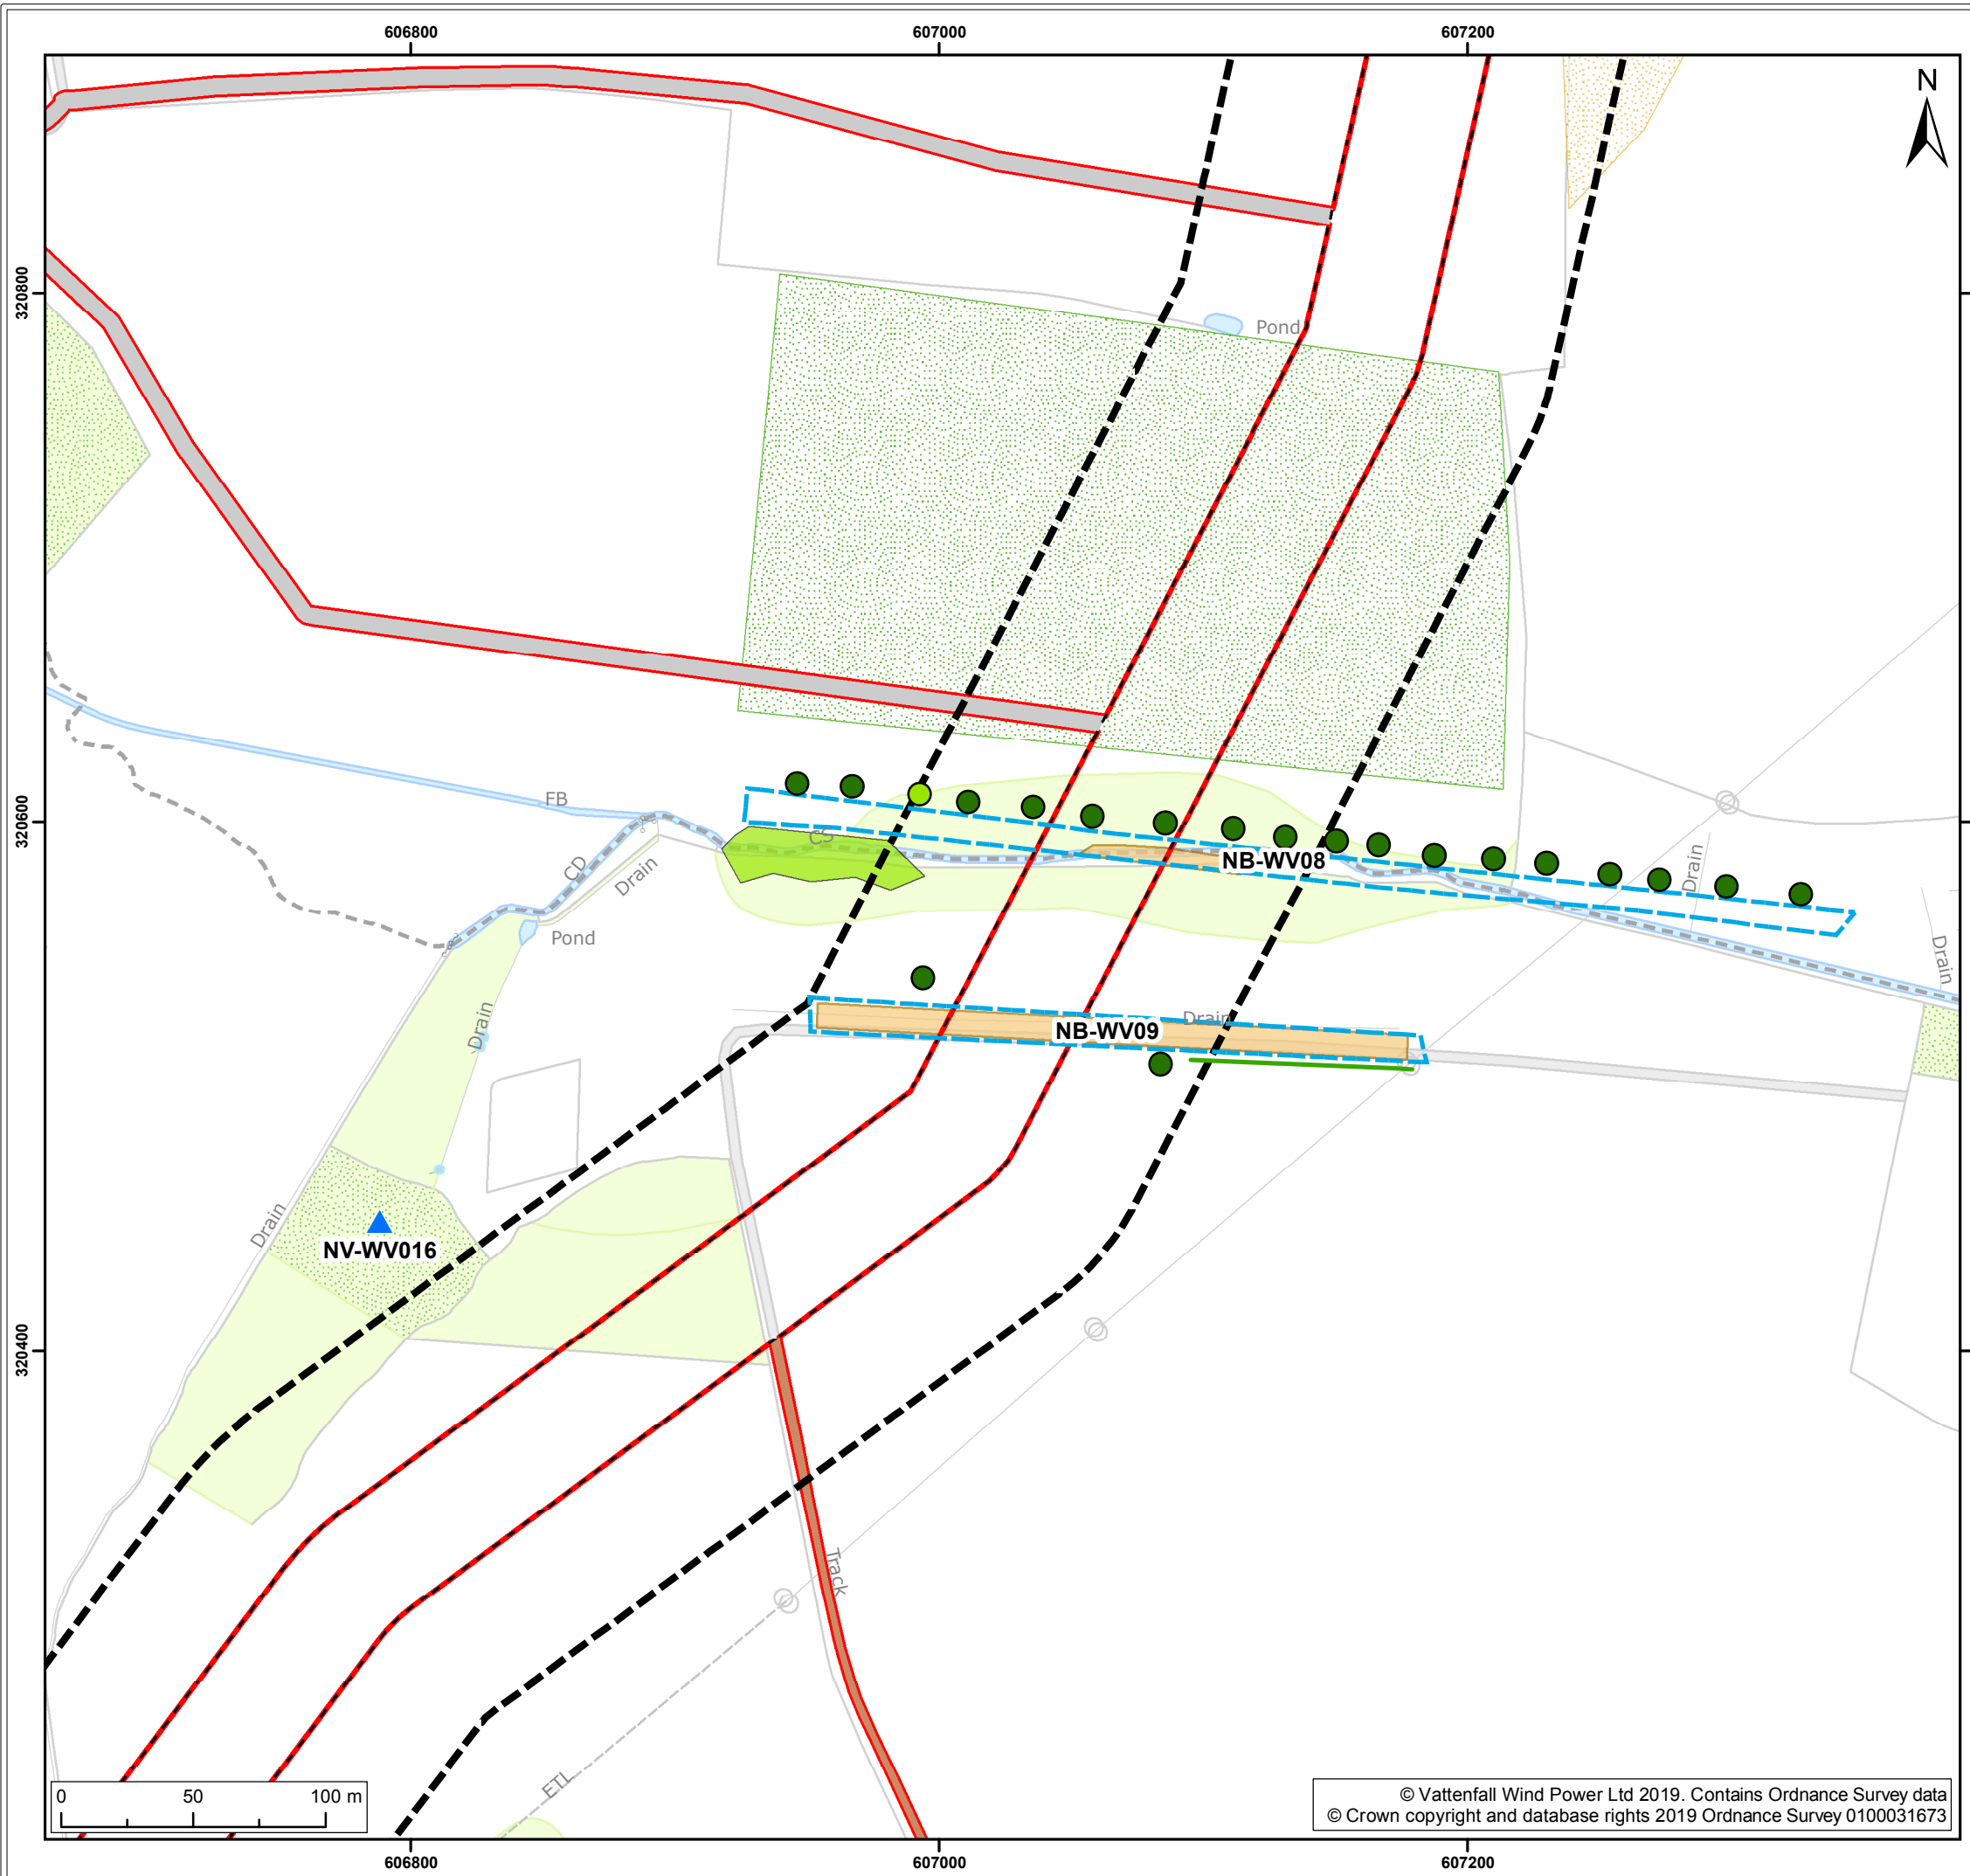 606800
607000
607200
N
320800
Pond
320600
FB
CS
NB-WV08
CD
Drain
Drain
Pond
Drain
Drain
NB-WV09
Drain
Drain
NV-WV016
320400
Track
ETL
0 50 100 m
© Vattenfall Wind Power Ltd 2019. Contains Ordnance Survey data
© Crown copyright and database rights 2019 Ordnance Survey 0100031673
606800
607000
607200